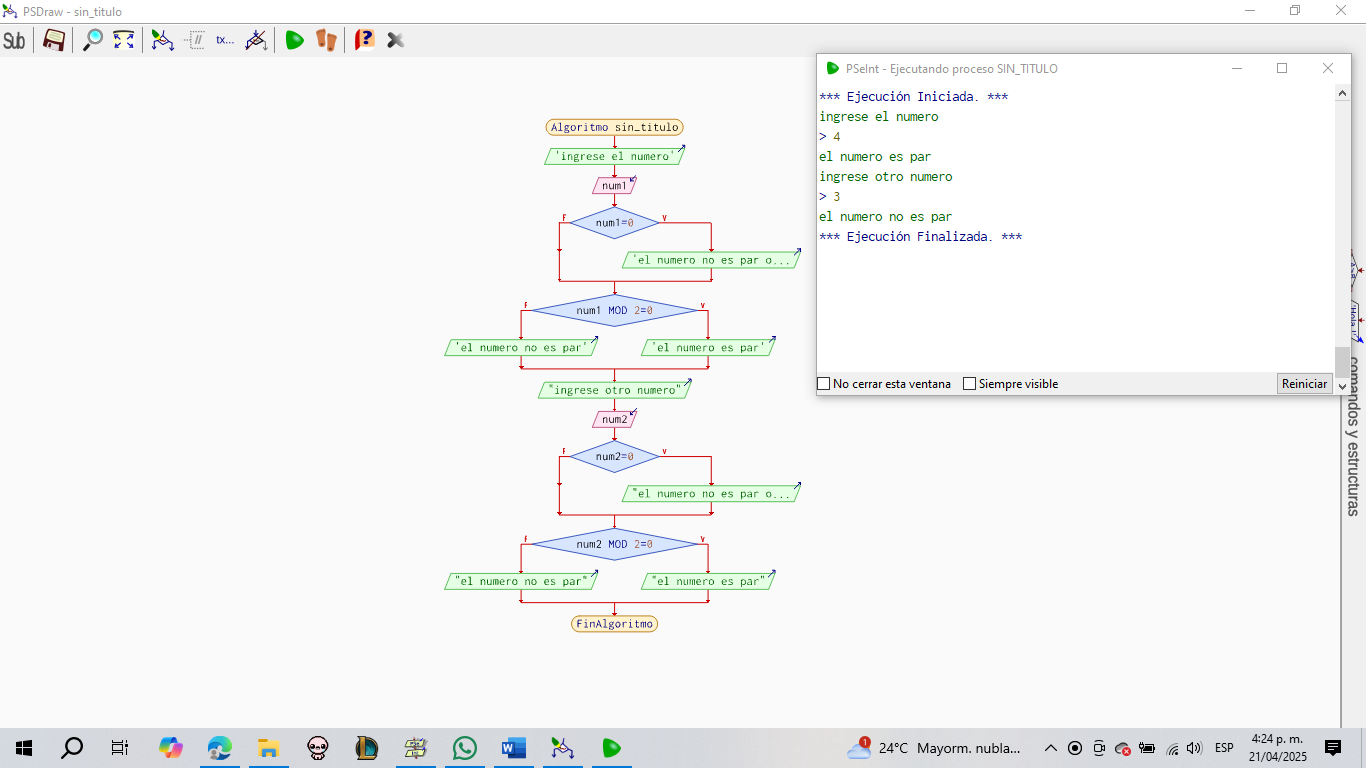 PSDraw - sin_titulo
Sub
tx...
Algoritmo sin_titulo
'ingrese el numero'
num1
F
V
num1=0
'el numero no es par o...
F
V
num1 MOD 2=0
'el numero no es par'
'el numero es par'
"ingrese otro numero"
num2
F
V
num2=0
"el numero no es par o...
F
V
num2 MOD 2=0
"el numero no es par"
"el numero es par"
FinAlgoritmo
PSeInt - Ejecutando proceso SIN_TITULO
*** Ejecución Iniciada. ***
ingrese el numero
> 4
el numero es par
ingrese otro numero
> 3
el numero no es par
*** Ejecución Finalizada. ***
No cerrar esta ventana
Siempre visible
Reiniciar
comandos y estructuras
1
24°C Mayorm. nubla...
ESP
4:24 p. m.
21/04/2025